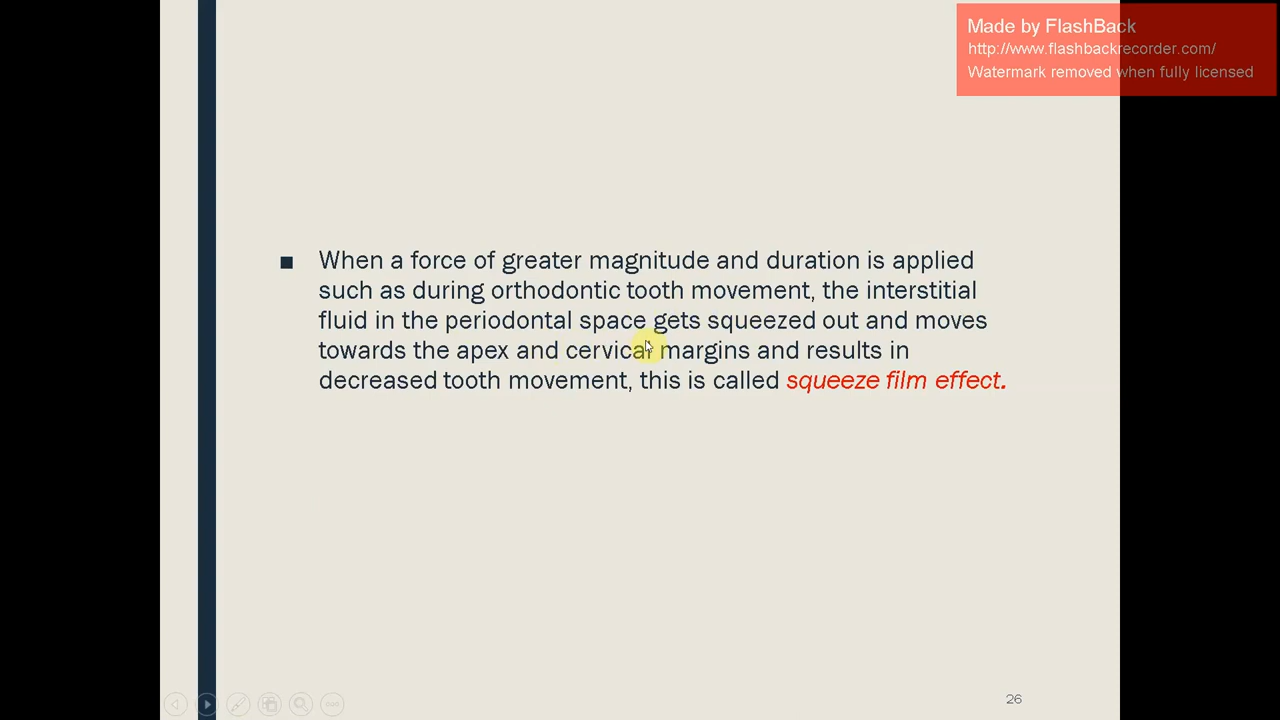 Made by FlashBack
http://www.flashbackrecorder.com/
Watermark removed when fully licensed
■ When a force of greater magnitude and duration is applied
such as during orthodontic tooth movement, the interstitial
fluid in the periodontal space gets squeezed out and moves
towards the apex and cervical margins and results in
decreased tooth movement, this is called squeeze film effect.
26